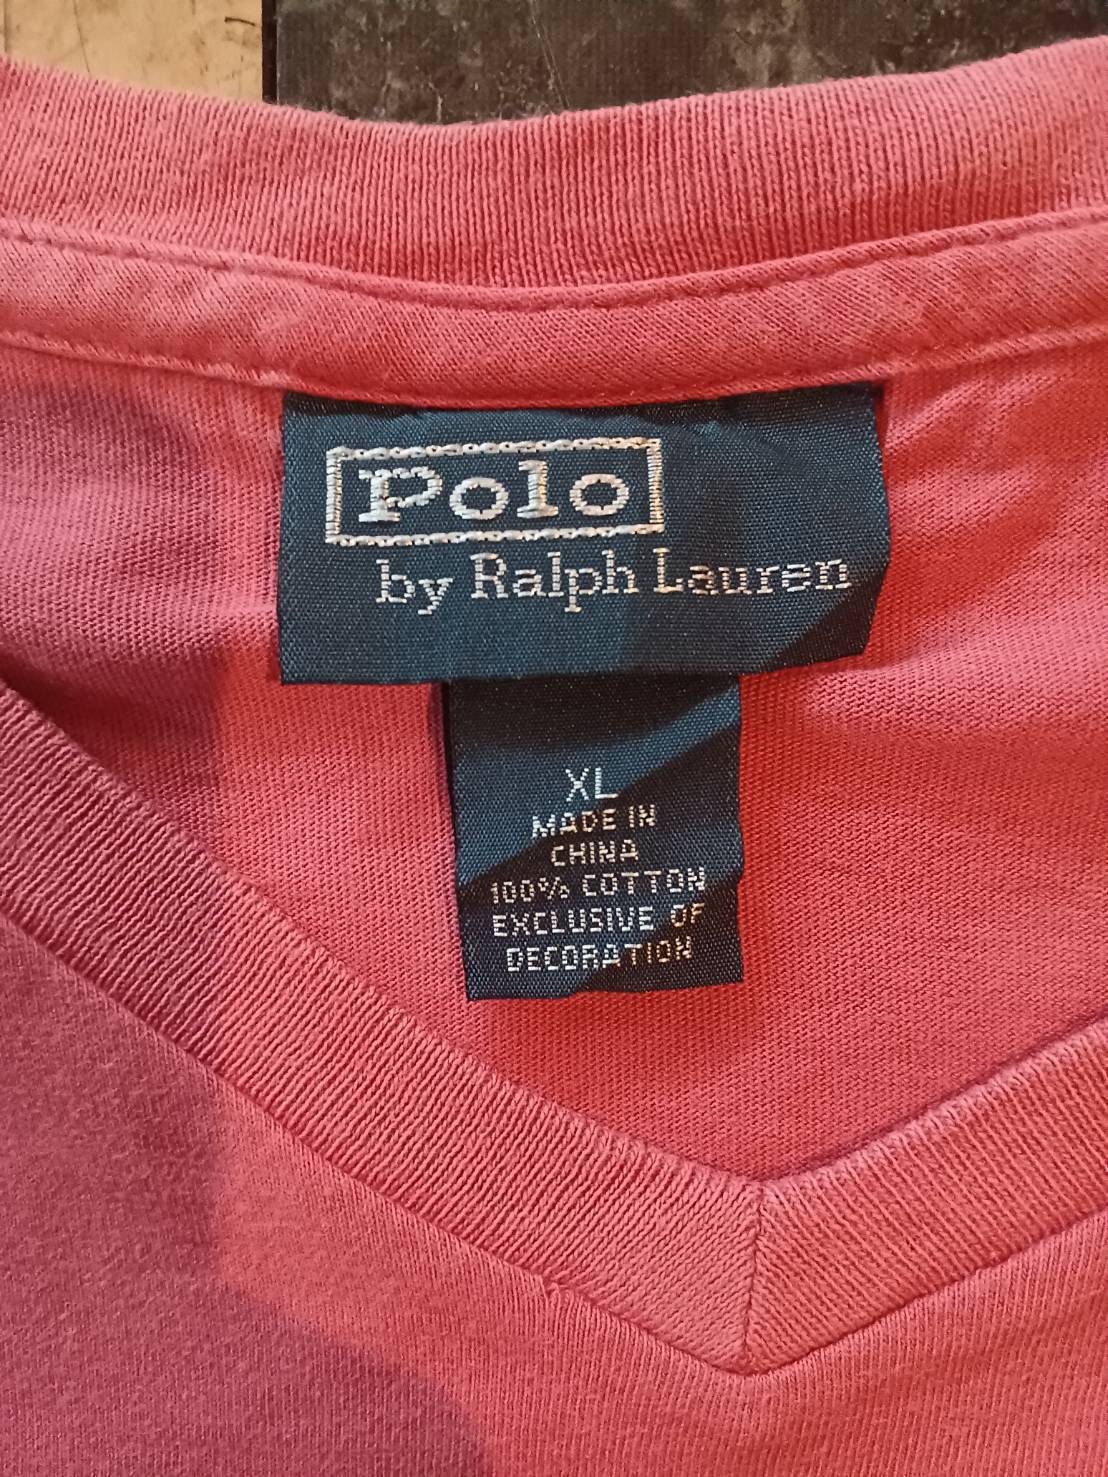 Polo
by Ralph Lauren
XL
MADE IN
CHINA
100% COTTON
EXCLUSIVE OF
DECORATION